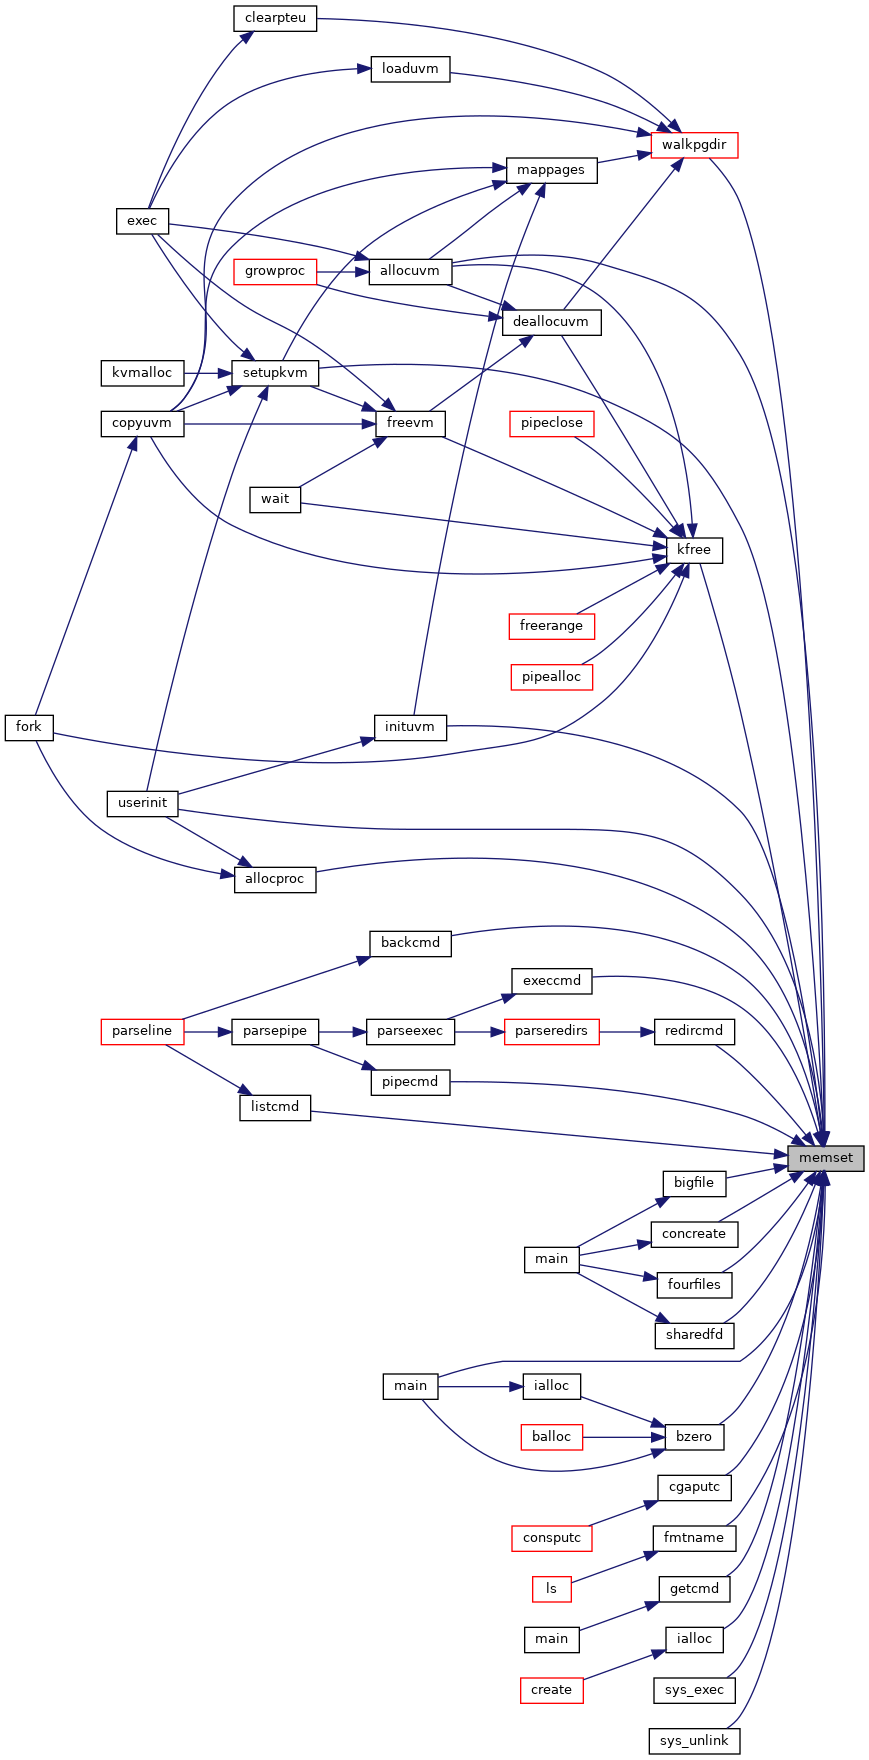 clearpteu
loaduvm
walkpgdir
mappages
exec
growproc
allocuvm
deallocuvm
kvmalloc
setupkvm
copyuvm
freevm
pipeclose
wait
kfree
freerange
pipealloc
fork
inituvm
userinit
allocproc
backcmd
execcmd
parseline
parsepipe
parseexec
parseredirs
redircmd
pipecmd
listcmd
memset
bigfile
concreate
main
fourfiles
sharedfd
main
ialloc
balloc
bzero
cgaputc
consputc
fmtname
ls
getcmd
main
ialloc
create
sys_exec
sys_unlink